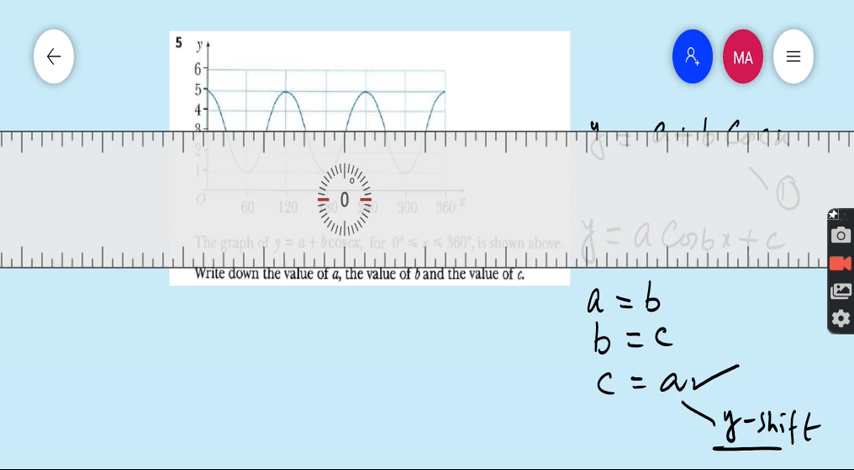 MA
5 y
6
5
4
3
1
O 60 120 300 360 x
0
The graph of y = a + b cos cx, for 0° ≤ x ≤ 360°, is shown above.
Write down the value of a, the value of b and the value of c.
y = a + b cos cx
①
y = a cos bx + c
a = b
b = c
c = a ✓
y-shift